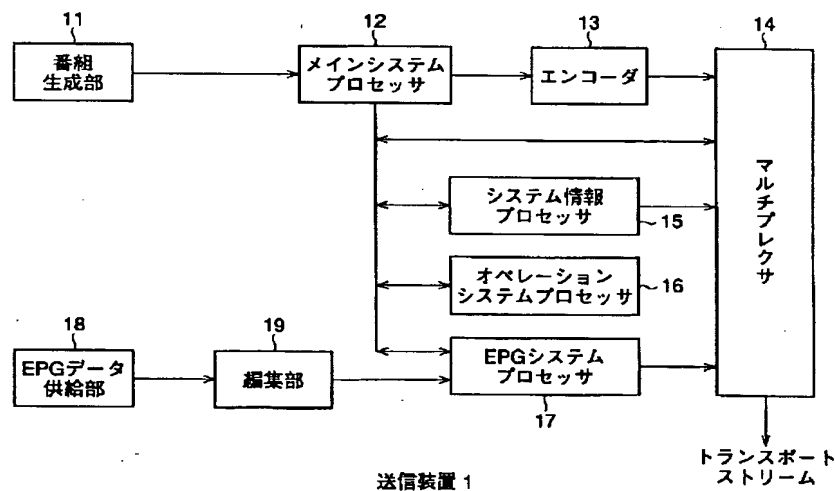 11
番組
生成部
12
メインシステム
プロセッサ
13
エンコーダ
14
マルチプレクサ
システム情報
プロセッサ
15
オペレーション
システムプロセッサ
16
18
EPGデータ
供給部
19
編集部
EPGシステム
プロセッサ
17
トランスポート
ストリーム
送信装置 1